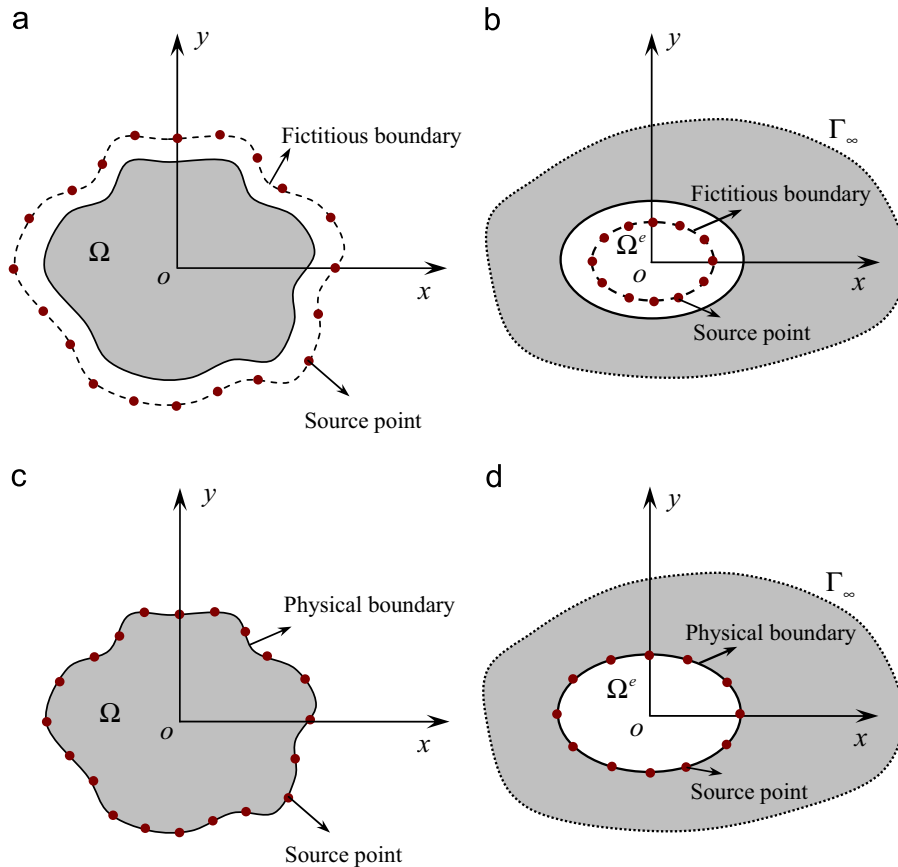 a
y
Fictitious boundary
Ω
o
x
Source point
b
y
Γ∞
Fictitious boundary
Ωᵉ
o
x
Source point
c
y
Physical boundary
Ω
o
x
Source point
d
y
Γ∞
Physical boundary
Ωᵉ
o
x
Source point